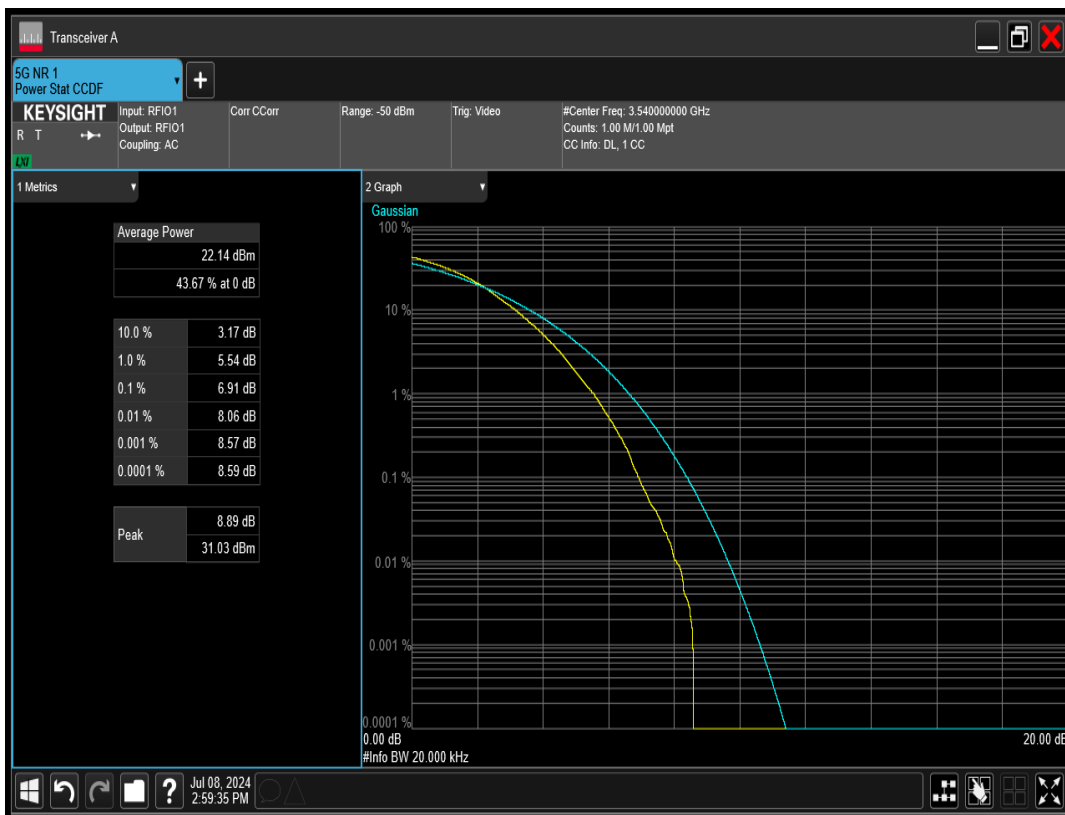 Transceiver A
5G NR 1
Power Stat CCDF
+
KEYSIGHT
R T
LXI
Input: RFIO1
Output: RFIO1
Coupling: AC
Corr CCorr
Range: -50 dBm
Trig: Video
#Center Freq: 3.540000000 GHz
Counts: 1.00 M/1.00 Mpt
CC Info: DL, 1 CC
1 Metrics
Average Power
22.14 dBm
43.67 % at 0 dB
10.0 % 3.17 dB
1.0 % 5.54 dB
0.1 % 6.91 dB
0.01 % 8.06 dB
0.001 % 8.57 dB
0.0001 % 8.59 dB
Peak
8.89 dB
31.03 dBm
2 Graph
Gaussian
100 %
10 %
1 %
0.1 %
0.01 %
0.001 %
0.0001 %
0.00 dB
20.00 dB
#Info BW 20.000 kHz
?
Jul 08, 2024
2:59:35 PM